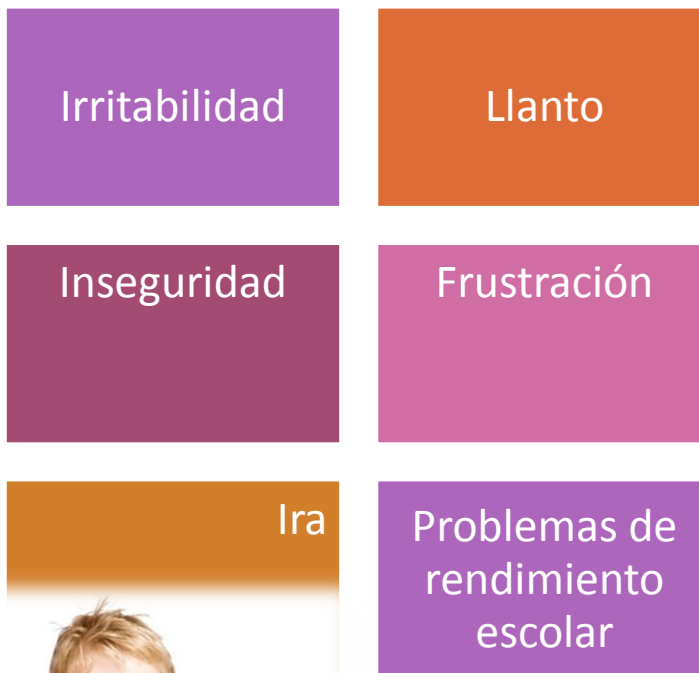 Irritabilidad
Llanto
Inseguridad
Frustración
Ira
Problemas de
rendimiento
escolar